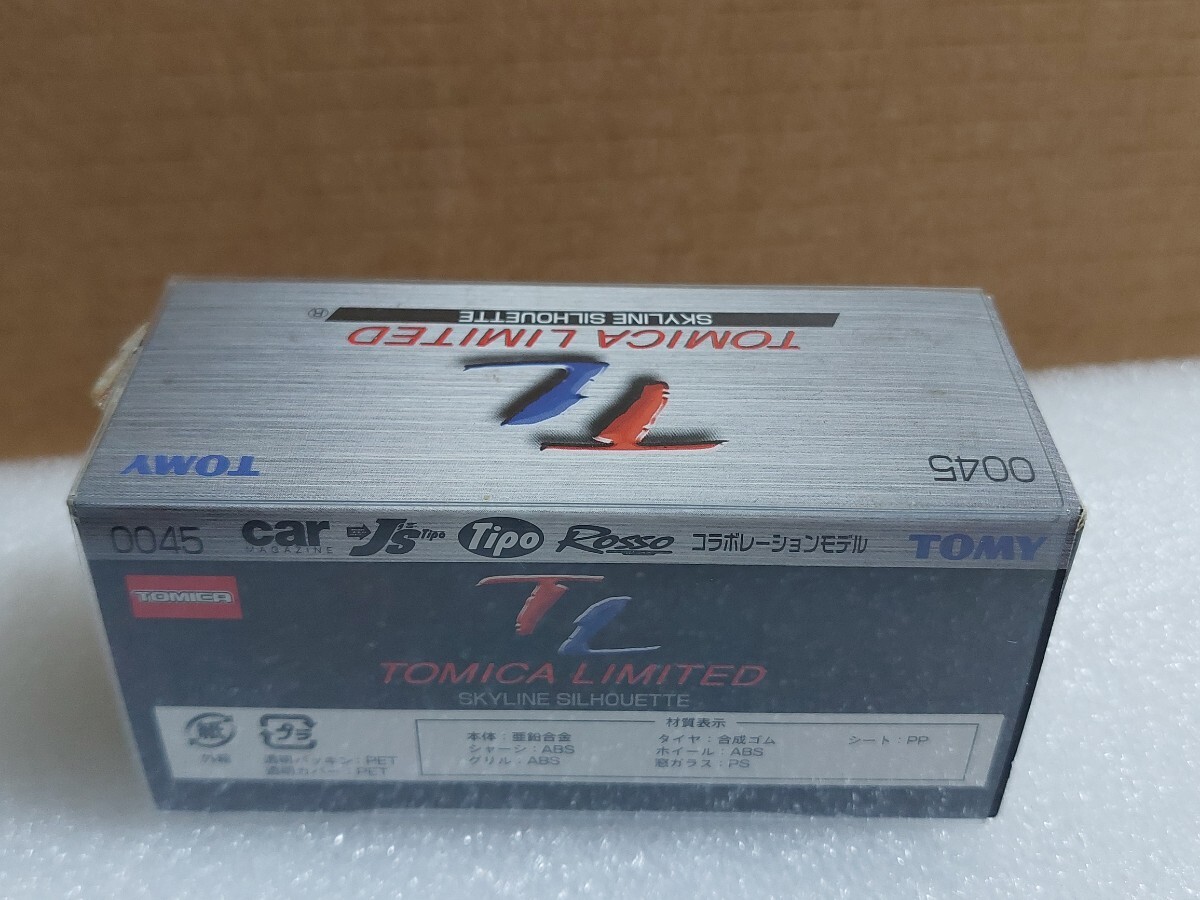 SKYLINE SILHOUETTE
®
TOMICA LIMITED
TL
TOMY
0045
0045 car MAGAZINE J's Tipo Tipo Rosso コラボレーションモデル TOMY
TOMICA
TL
TOMICA LIMITED
SKYLINE SILHOUETTE
材質表示
紙 プラ 本体:亜鉛合金 タイヤ:合成ゴム シート:PP
シャーシ:ABS ホイール:ABS
外箱 透明パッキン:PET グリル:ABS 窓ガラス:PS
透明カバー:PET